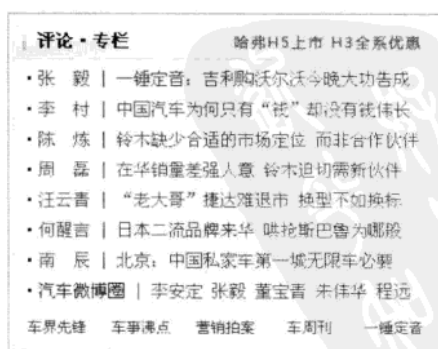 评论·专栏 哈弗H5上市 H3全系优惠
·张 毅 | 一锤定音：吉利购沃尔沃今晚大功告成
·李 村 | 中国汽车为何只有“钱”却没有钱伟长
·陈 炼 | 铃木缺少合适的市场定位 而非合作伙伴
·周 磊 | 在华销量差强人意 铃木迫切需新伙伴
·汪云青 | “老大哥”捷达难退市 换型不如换标
·何醒言 | 日本二流品牌来华 哄抢斯巴鲁为哪般
·南 辰 | 北京：中国私家车第一城无限车必要
·汽车微博圈 | 李安定 张毅 董宝青 朱伟华 程远
车界先锋 车事沸点 营销拍案 车周刊 一锤定音